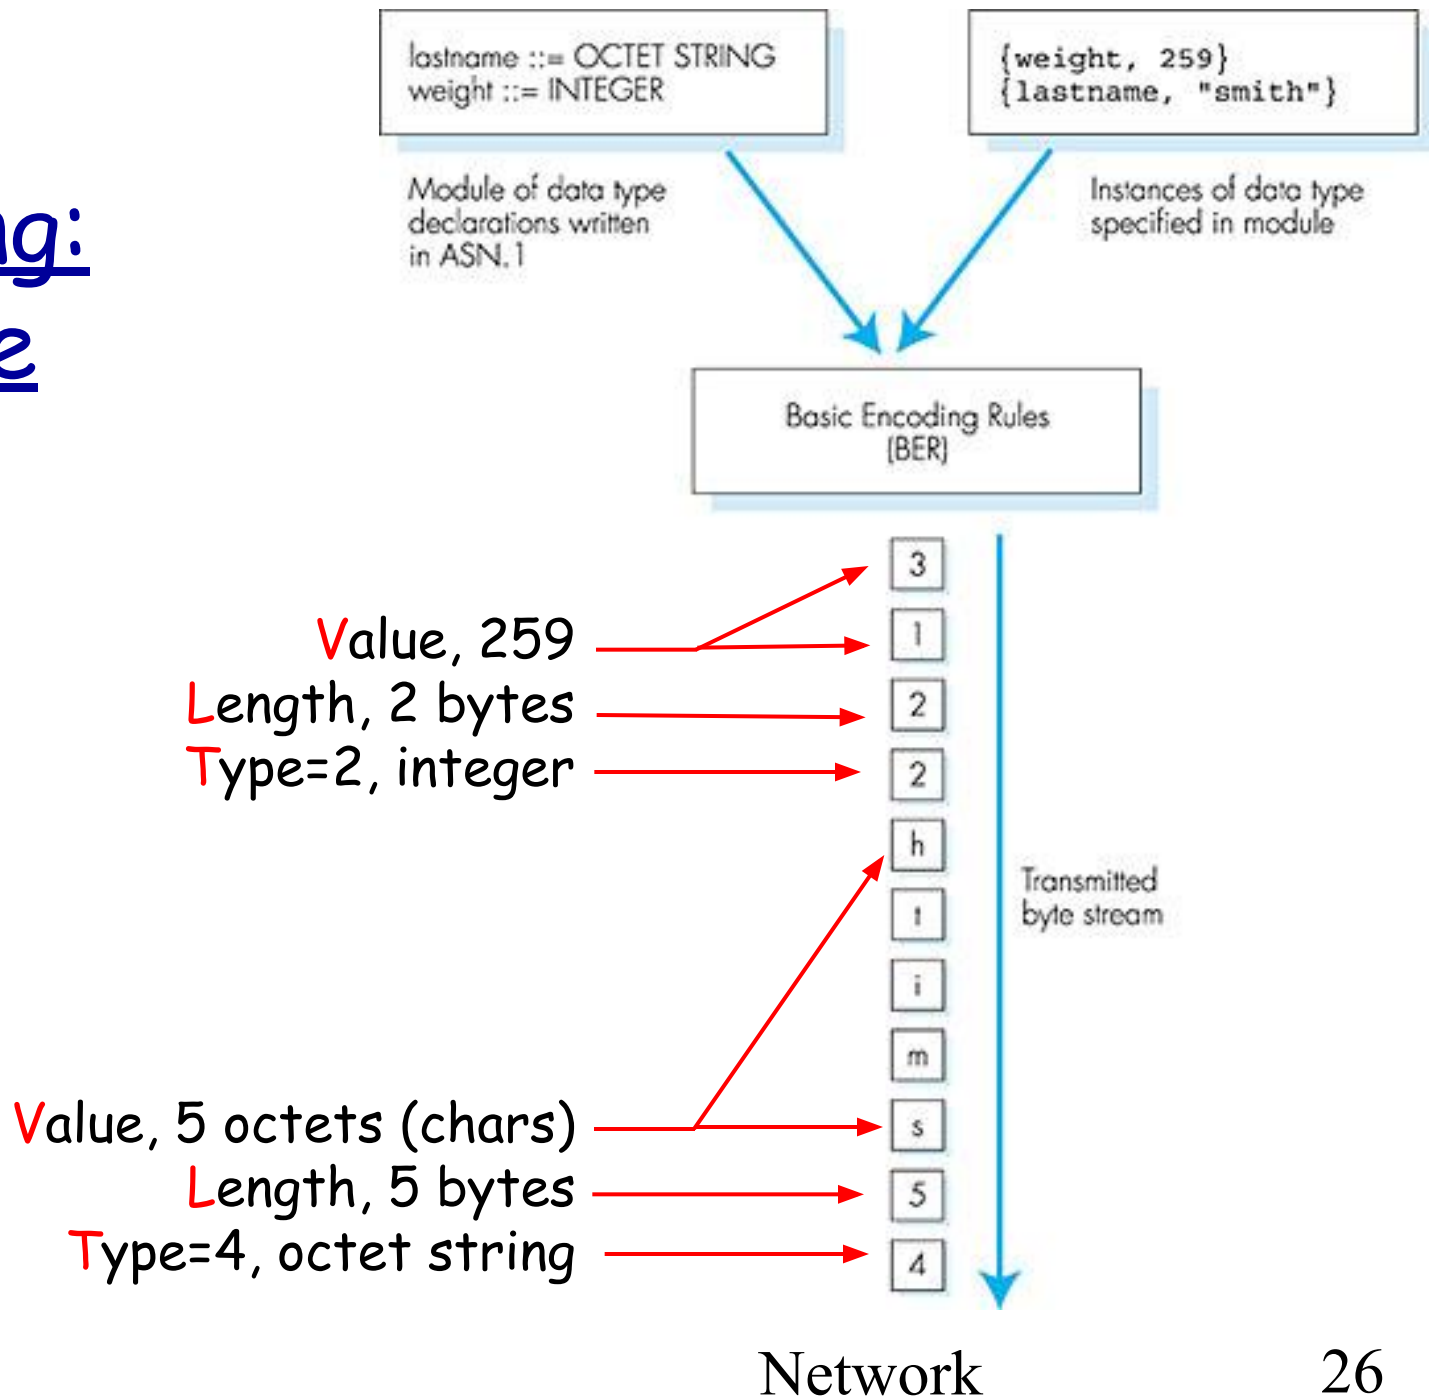 lastname ::= OCTET STRING
weight ::= INTEGER
{weight, 259}
{lastname, "smith"}
Module of data type
declarations written
in ASN.1
Instances of data type
specified in module
ng:
e
Basic Encoding Rules
(BER)
3
1
2
2
h
t
i
m
s
5
4
Value, 259
Length, 2 bytes
Type=2, integer
Transmitted
byte stream
Value, 5 octets (chars)
Length, 5 bytes
Type=4, octet string
Network
26